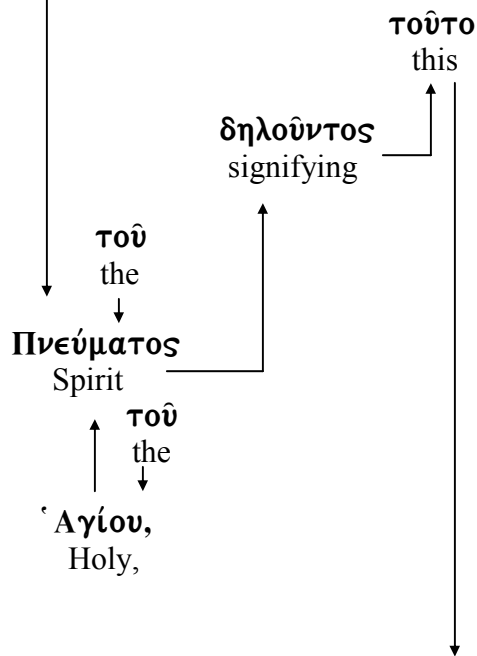 τοῦτο
this
δηλοῦντος
signifying
τοῦ
the
Πνεύματος
Spirit
τοῦ
the
Ἁγίου,
Holy,